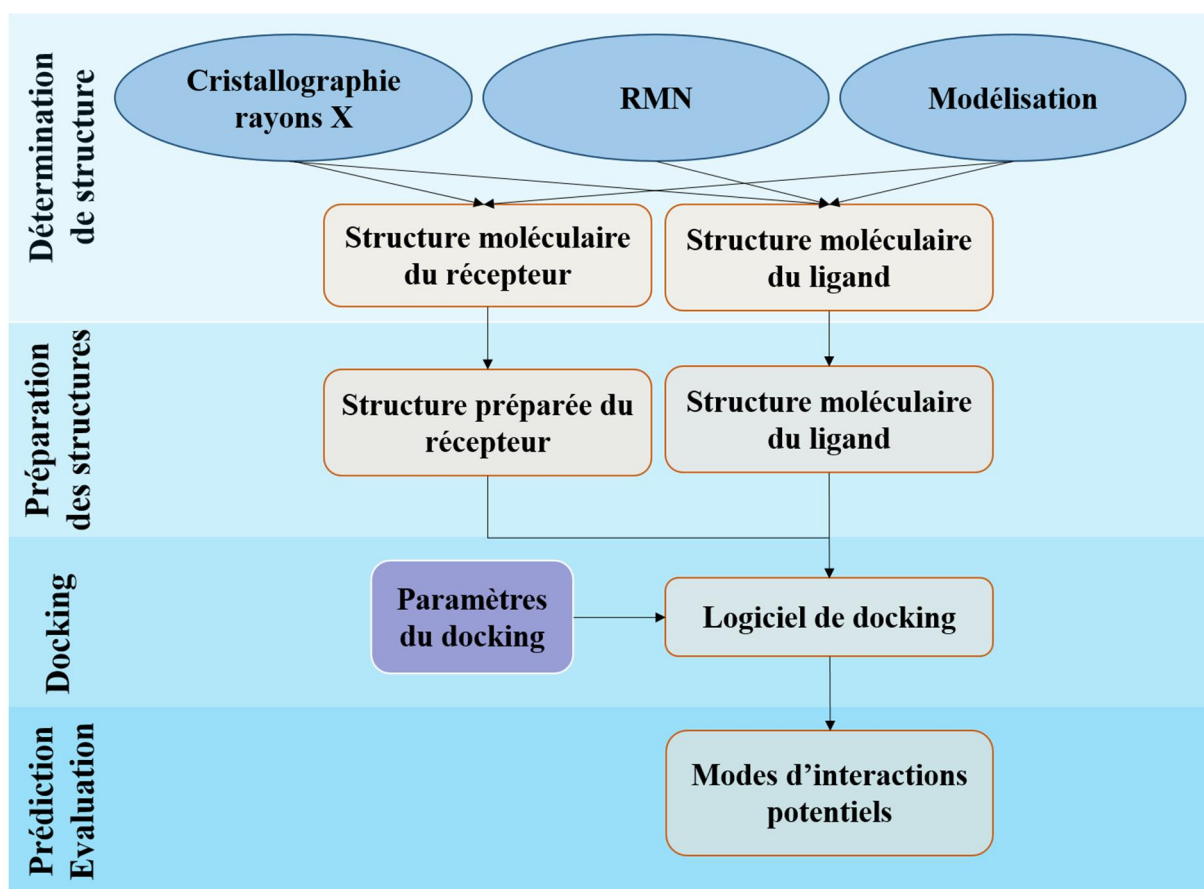 Détermination
de structure
Cristallographie
rayons X
RMN
Modélisation
Structure moléculaire
du récepteur
Structure moléculaire
du ligand
Préparation
des structures
Structure préparée du
récepteur
Structure moléculaire
du ligand
Docking
Paramètres
du docking
Logiciel de docking
Prédiction
Evaluation
Modes d’interactions
potentiels